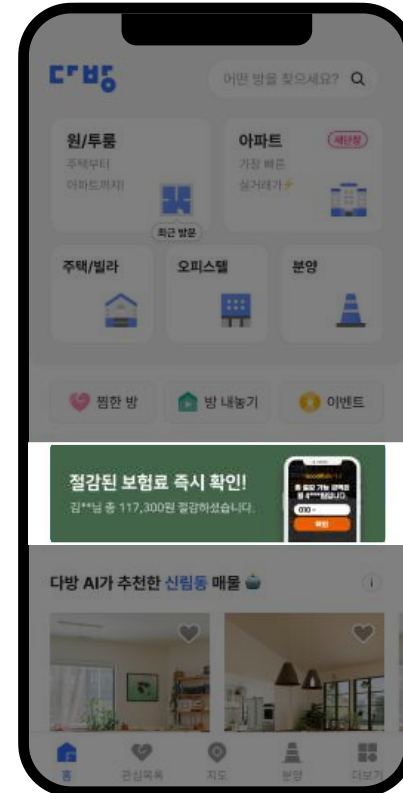 다방
어떤 방을 찾으세요?
원/투룸
주택부터
아파트까지!
최근 방문
아파트
새단장
가장 빠른
실거래가⚡
주택/빌라
오피스텔
분양
찜한 방
방 내놓기
이벤트
절감된 보험료 즉시 확인!
김**님 총 117,300원 절감하셨습니다.
010 -
확인
다방 AI가 추천한 신림동 매물
홈
관심목록
지도
분양
더보기